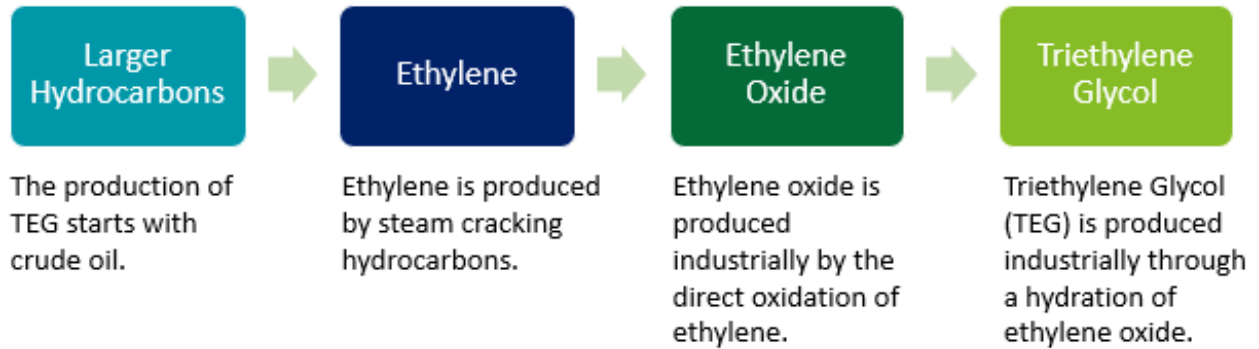 Larger
Hydrocarbons
Ethylene
Ethylene
Oxide
Triethylene
Glycol
The production of
TEG starts with
crude oil.
Ethylene is produced
by steam cracking
hydrocarbons.
Ethylene oxide is
produced
industrially by the
direct oxidation of
ethylene.
Triethylene Glycol
(TEG) is produced
industrially through
a hydration of
ethylene oxide.